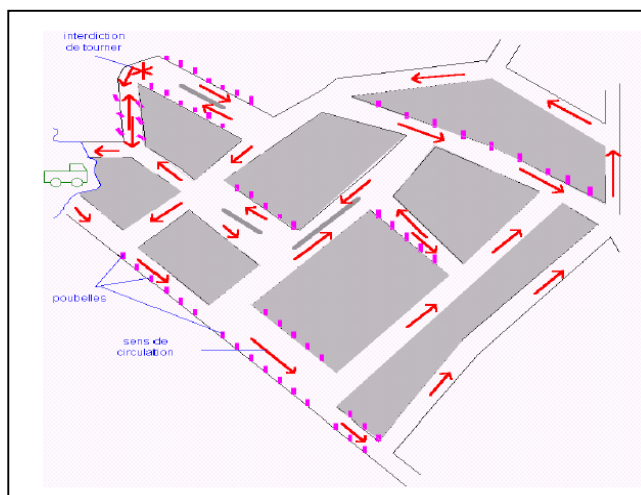 interdiction
de tourner
poubelles
sens de
circulation